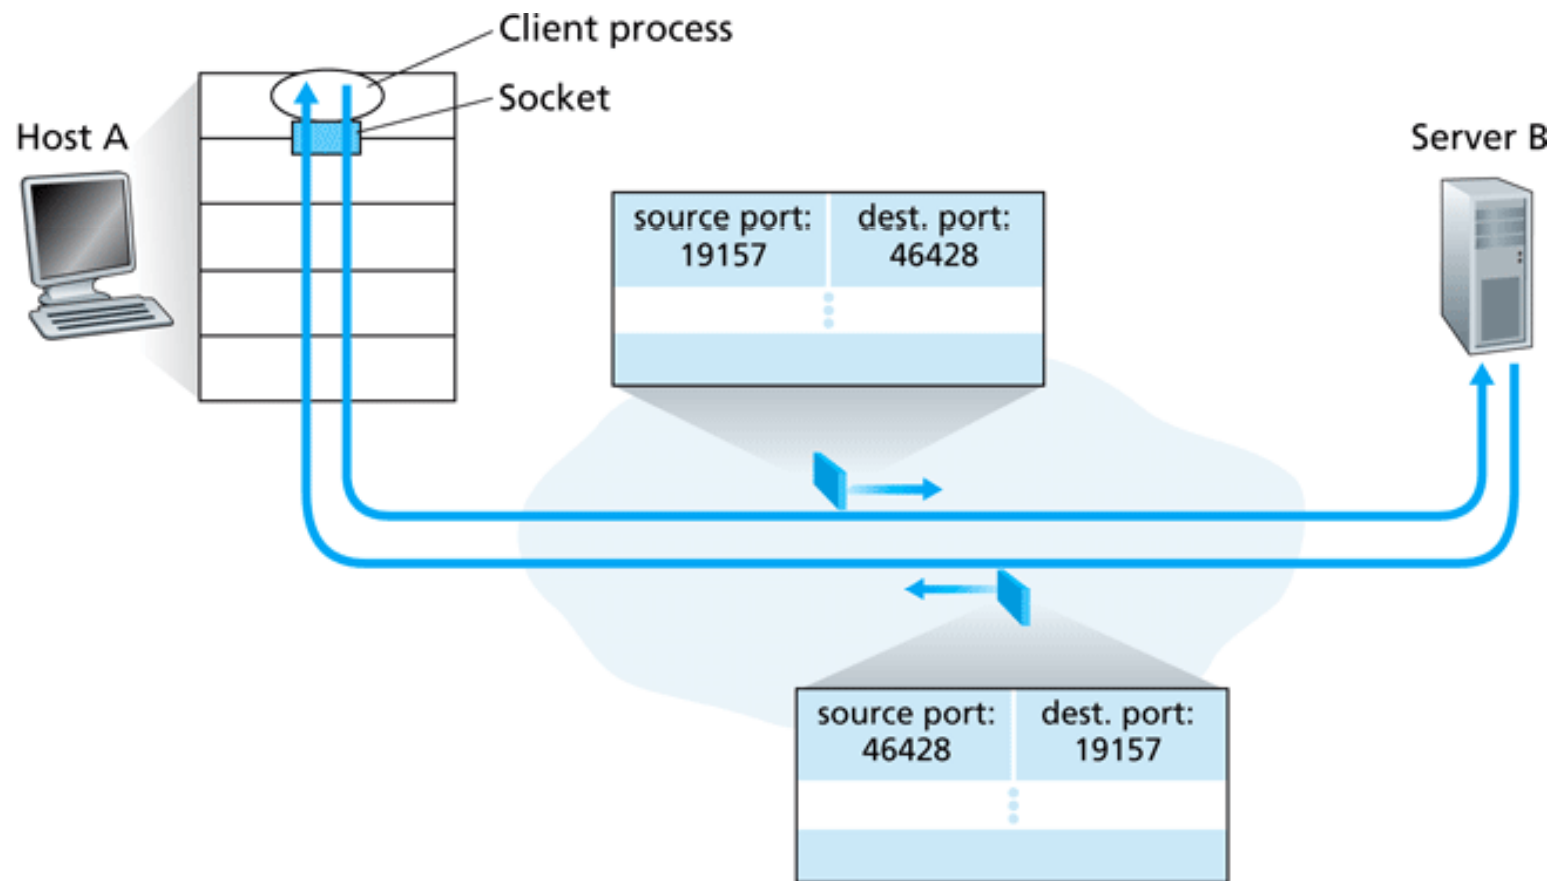 Client process
Socket
Host A
Server B
source port:
19157
dest. port:
46428
source port:
46428
dest. port:
19157